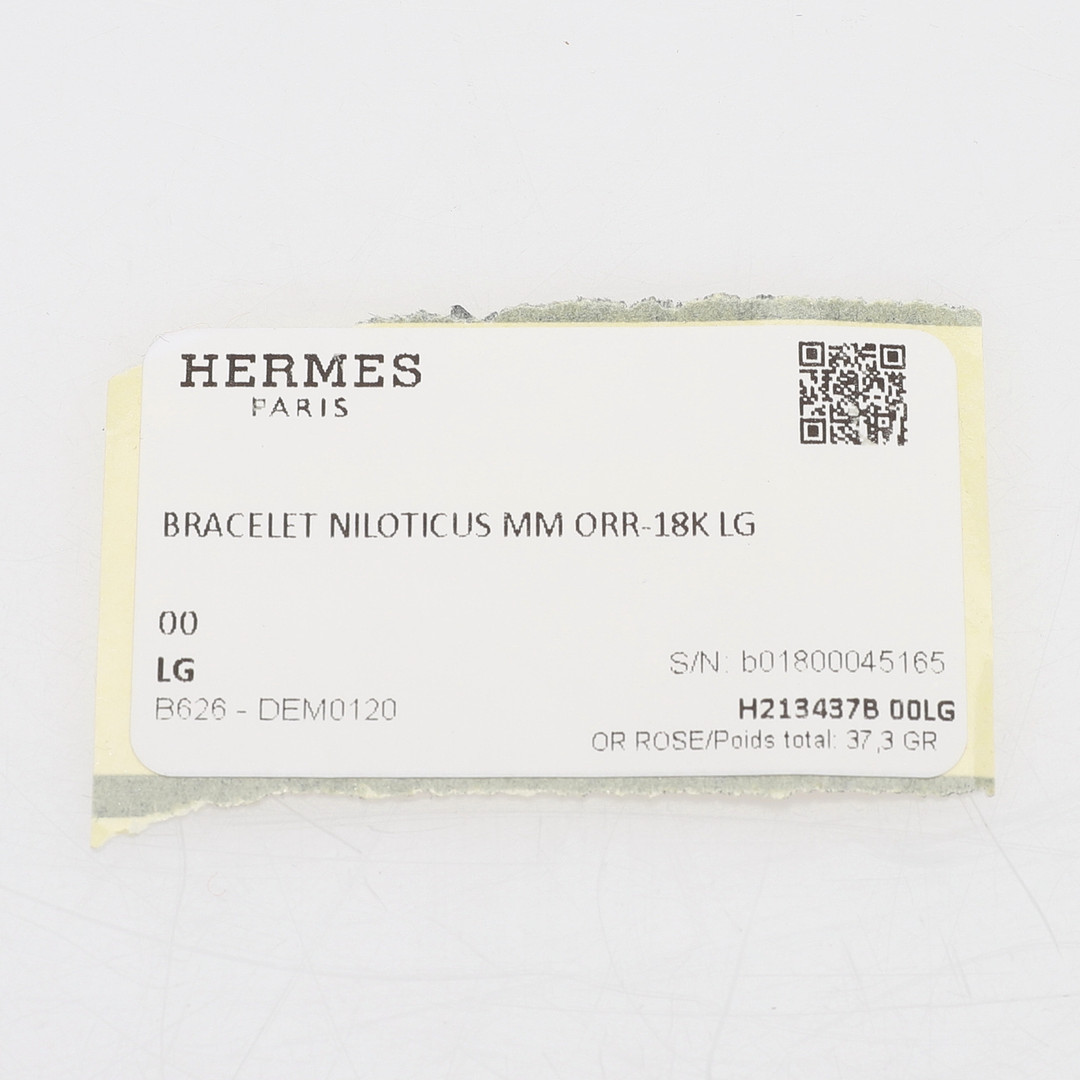 HERMES
PARIS
BRACELET NILOTICUS MM ORR-18K LG
00
LG
B626 - DEM0120
S/N: b01800045165
H213437B 00LG
OR ROSE/Poids total: 37,3 GR